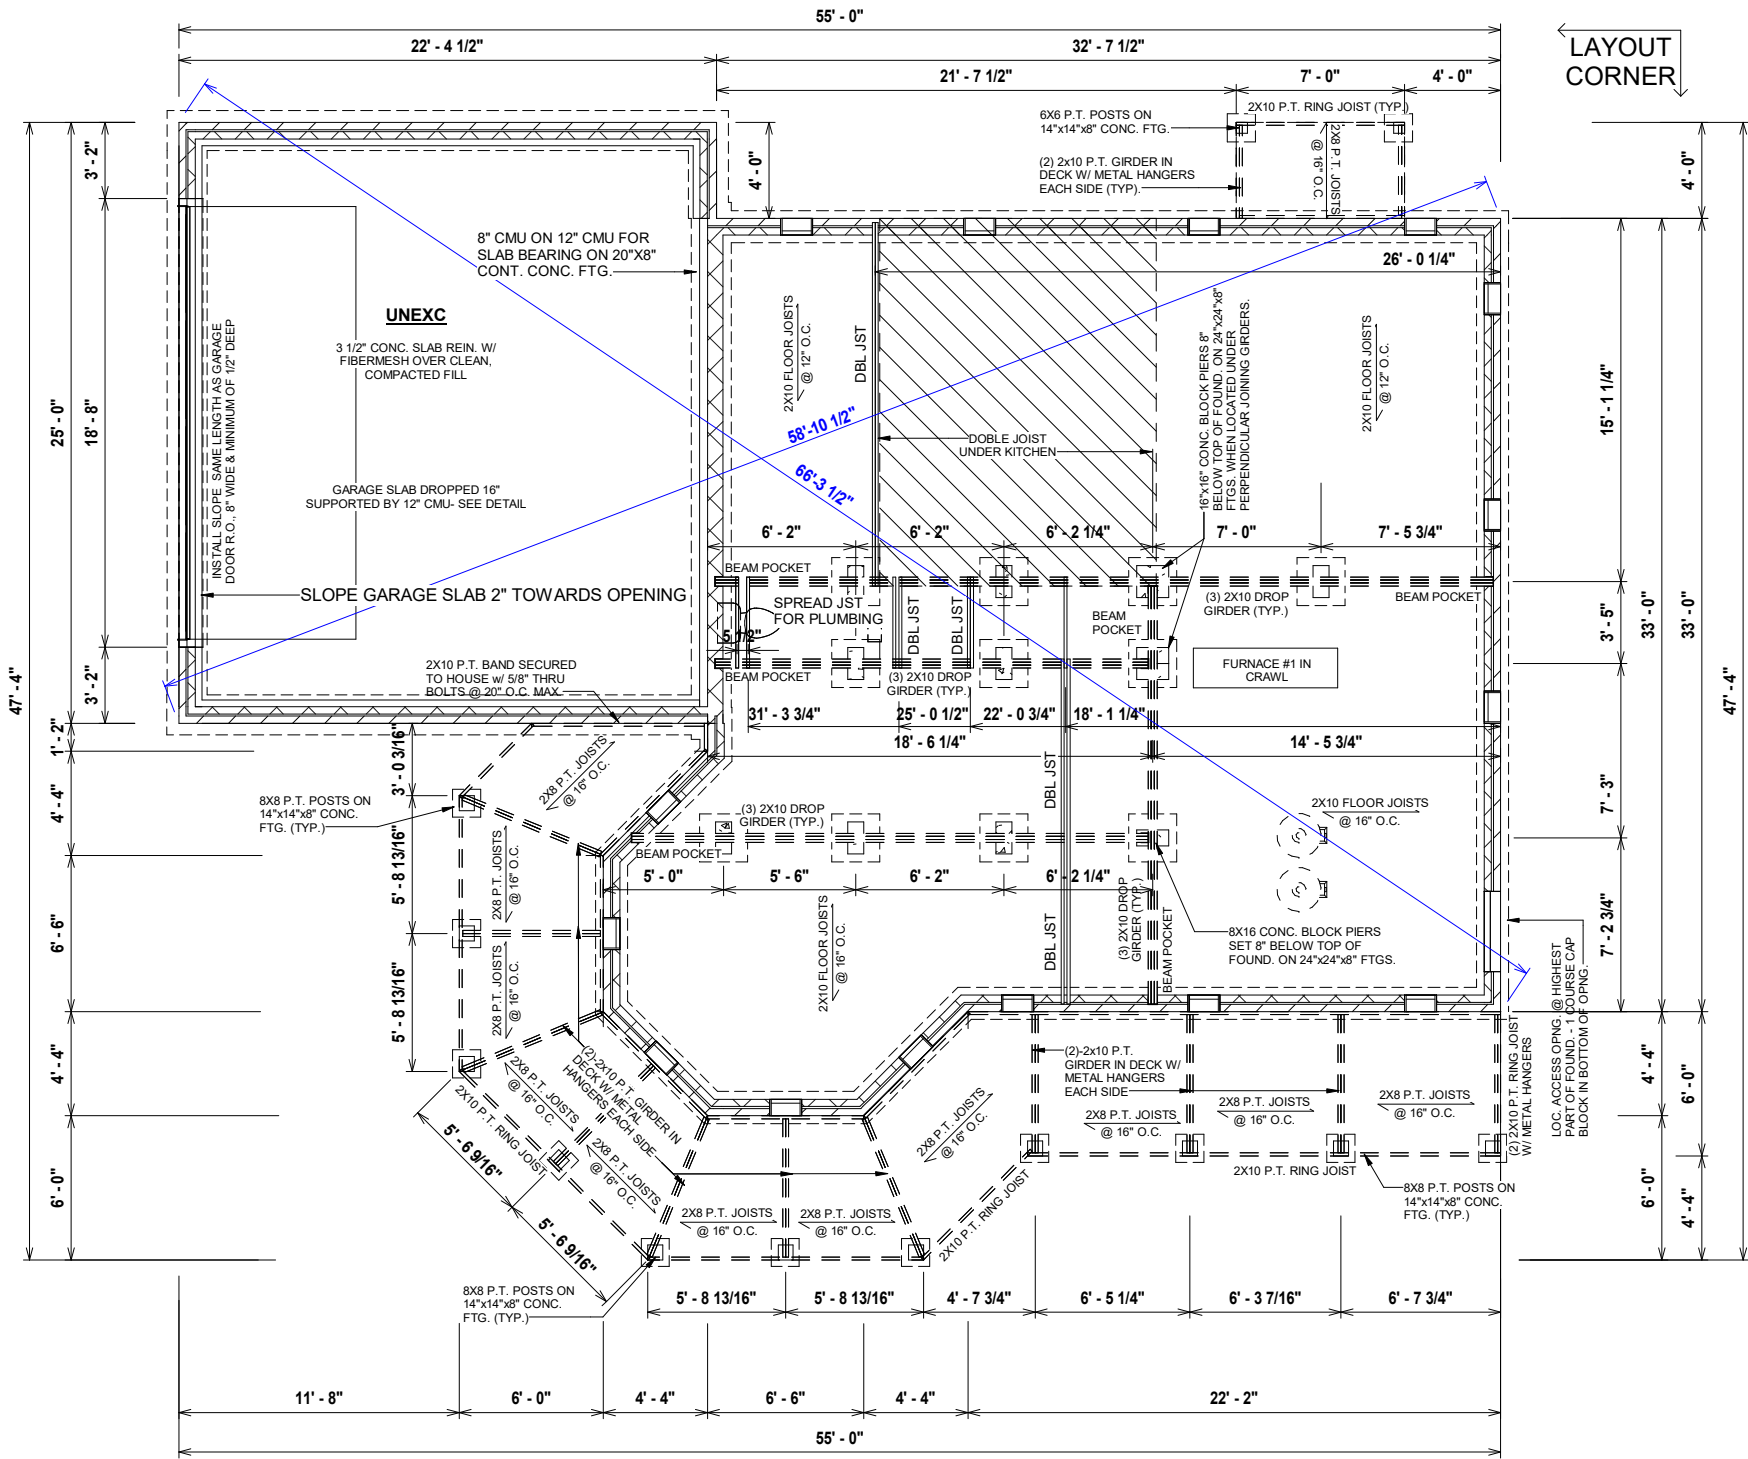 55' - 0"
22' - 4 1/2"
32' - 7 1/2"
21' - 7 1/2"
7' - 0"
4' - 0"
LAYOUT
CORNER
6X6 P.T. POSTS ON
14"x14"x8" CONC. FTG.
2X10 P.T. RING JOIST (TYP.)
2X8 P.T. JOISTS
@ 16" O.C.
(2) 2x10 P.T. GIRDER IN
DECK W/ METAL HANGERS
EACH SIDE (TYP).
3' - 2"
4' - 0"
4' - 0"
8" CMU ON 12" CMU FOR
SLAB BEARING ON 20"X8"
CONT. CONC. FTG.
26' - 0 1/4"
UNEXC
3 1/2" CONC. SLAB REIN. W/
FIBERMESH OVER CLEAN,
COMPACTED FILL
INSTALL SLOPE SAME LENGTH AS GARAGE
DOOR R.O., 8" WIDE & MINIMUM OF 1/2" DEEP
2X10 FLOOR JOISTS
@ 12" O.C.
DBL JST
16"x16" CONC. BLOCK PIERS 8"
BELOW TOP OF FOUND. ON 24"x24"x8"
FTGS. WHEN LOCATED UNDER
PERPENDICULAR JOINING GIRDERS.
2X10 FLOOR JOISTS
@ 12" O.C.
25' - 0"
18' - 8"
15' - 1 1/4"
58'-10 1/2"
66'-3 1/2"
DOBLE JOIST
UNDER KITCHEN
GARAGE SLAB DROPPED 16"
SUPPORTED BY 12" CMU- SEE DETAIL
6' - 2"
6' - 2"
6' - 2 1/4"
7' - 0"
7' - 5 3/4"
BEAM POCKET
SLOPE GARAGE SLAB 2" TOWARDS OPENING
SPREAD JST
FOR PLUMBING
5 1/2"
DBL JST
DBL JST
BEAM
POCKET
(3) 2X10 DROP
GIRDER (TYP.)
BEAM POCKET
3' - 5"
33' - 0"
33' - 0"
2X10 P.T. BAND SECURED
TO HOUSE w/ 5/8" THRU
BOLTS @ 20" O.C. MAX.
BEAM POCKET
(3) 2X10 DROP
GIRDER (TYP.)
FURNACE #1 IN
CRAWL
3' - 2"
47' - 4"
47' - 4"
31' - 3 3/4"
25' - 0 1/2"
22' - 0 3/4"
18' - 1 1/4"
18' - 6 1/4"
14' - 5 3/4"
1' - 2"
3' - 0 3/16"
2X8 P.T. JOISTS
@ 16" O.C.
DBL JST
7' - 3"
4' - 4"
8X8 P.T. POSTS ON
14"x14"x8" CONC.
FTG. (TYP.)
(3) 2X10 DROP
GIRDER (TYP.)
2X10 FLOOR JOISTS
@ 16" O.C.
BEAM POCKET
5' - 8 13/16"
2X8 P.T. JOISTS
@ 16" O.C.
5' - 0"
5' - 6"
6' - 2"
6' - 2 1/4"
6' - 6"
2X10 FLOOR JOISTS
@ 16" O.C.
DBL JST
(3) 2X10 DROP
GIRDER (TYP.)
BEAM POCKET
8X16 CONC. BLOCK PIERS
SET 8" BELOW TOP OF
FOUND. ON 24"x24"x8" FTGS.
7' - 2 3/4"
5' - 8 13/16"
2X8 P.T. JOISTS
@ 16" O.C.
LOC. ACCESS OPNG. @ HIGHEST
PART OF FOUND. - 1 COURSE CAP
BLOCK IN BOTTOM OF OPNG.
4' - 4"
2X8 P.T. JOISTS
@ 16" O.C.
(2)-2x10 P.T. GIRDER IN
DECK W/ METAL
HANGERS EACH SIDE
(2)-2x10 P.T.
GIRDER IN DECK W/
METAL HANGERS
EACH SIDE
(2) 2X10 P.T. RING JOIST
W/ METAL HANGERS
4' - 4"
6' - 0"
2X10 P.T. RING JOIST
2X8 P.T. JOISTS
@ 16" O.C.
2X8 P.T. JOISTS
@ 16" O.C.
2X8 P.T. JOISTS
@ 16" O.C.
2X8 P.T. JOISTS
@ 16" O.C.
2X8 P.T. JOISTS
@ 16" O.C.
5' - 6 9/16"
5' - 6 9/16"
6' - 0"
2X10 P.T. RING JOIST
2X10 P.T. RING JOIST
8X8 P.T. POSTS ON
14"x14"x8" CONC.
FTG. (TYP.)
6' - 0"
4' - 4"
2X8 P.T. JOISTS
@ 16" O.C.
2X8 P.T. JOISTS
@ 16" O.C.
8X8 P.T. POSTS ON
14"x14"x8" CONC.
FTG. (TYP.)
5' - 8 13/16"
5' - 8 13/16"
4' - 7 3/4"
6' - 5 1/4"
6' - 3 7/16"
6' - 7 3/4"
11' - 8"
6' - 0"
4' - 4"
6' - 6"
4' - 4"
22' - 2"
55' - 0"